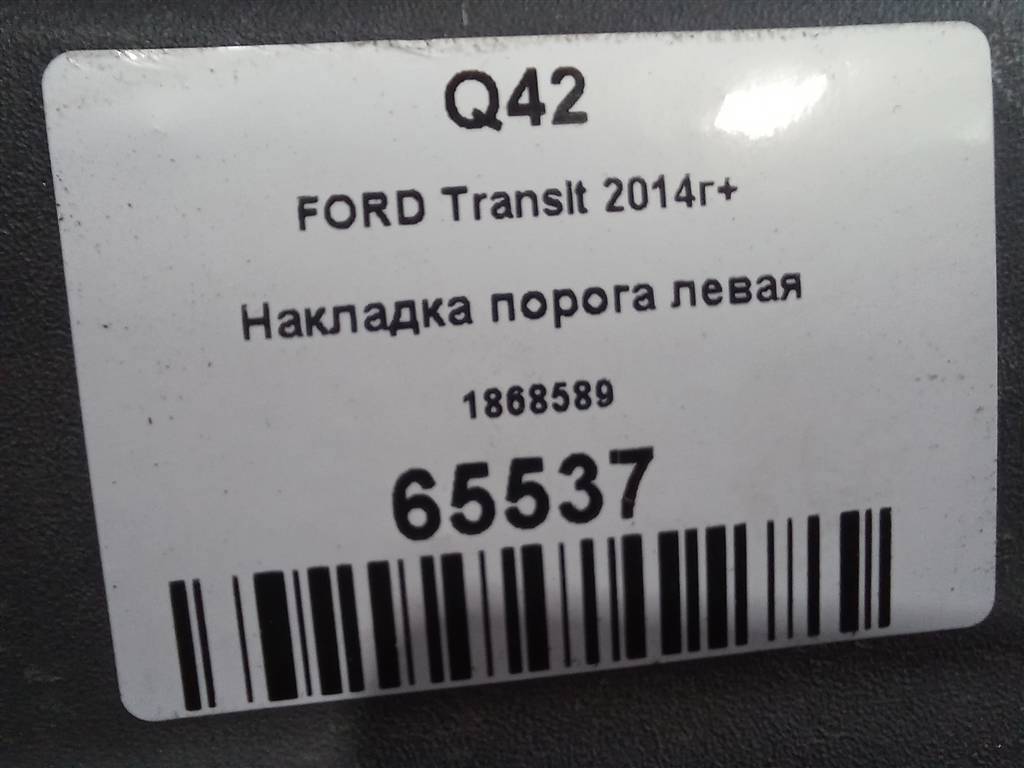 Q42
FORD Transit 2014г+
Накладка порога левая
1868589
65537